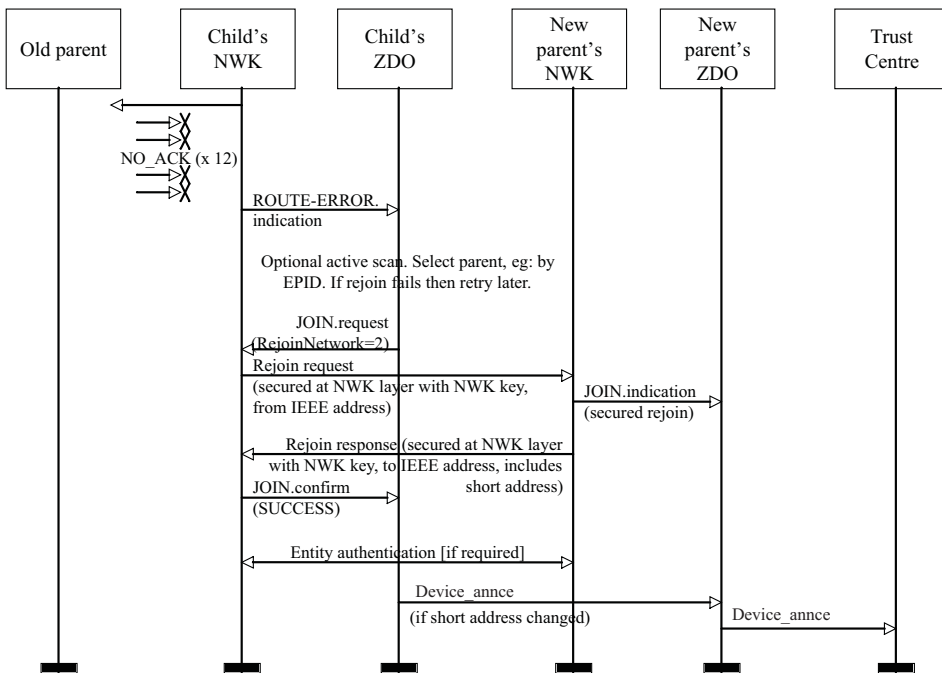 Old parent
Child's
NWK
Child's
ZDO
New
parent's
NWK
New
parent's
ZDO
Trust
Centre
NO_ACK (x 12)
ROUTE-ERROR.
indication
Optional active scan. Select parent, eg: by
EPID. If rejoin fails then retry later.
JOIN.request
(RejoinNetwork=2)
Rejoin request
(secured at NWK layer with NWK key,
from IEEE address)
JOIN.indication
(secured rejoin)
Rejoin response (secured at NWK layer
with NWK key, to IEEE address, includes
short address)
JOIN.confirm
(SUCCESS)
Entity authentication [if required]
Device_annce
(if short address changed)
Device_annce